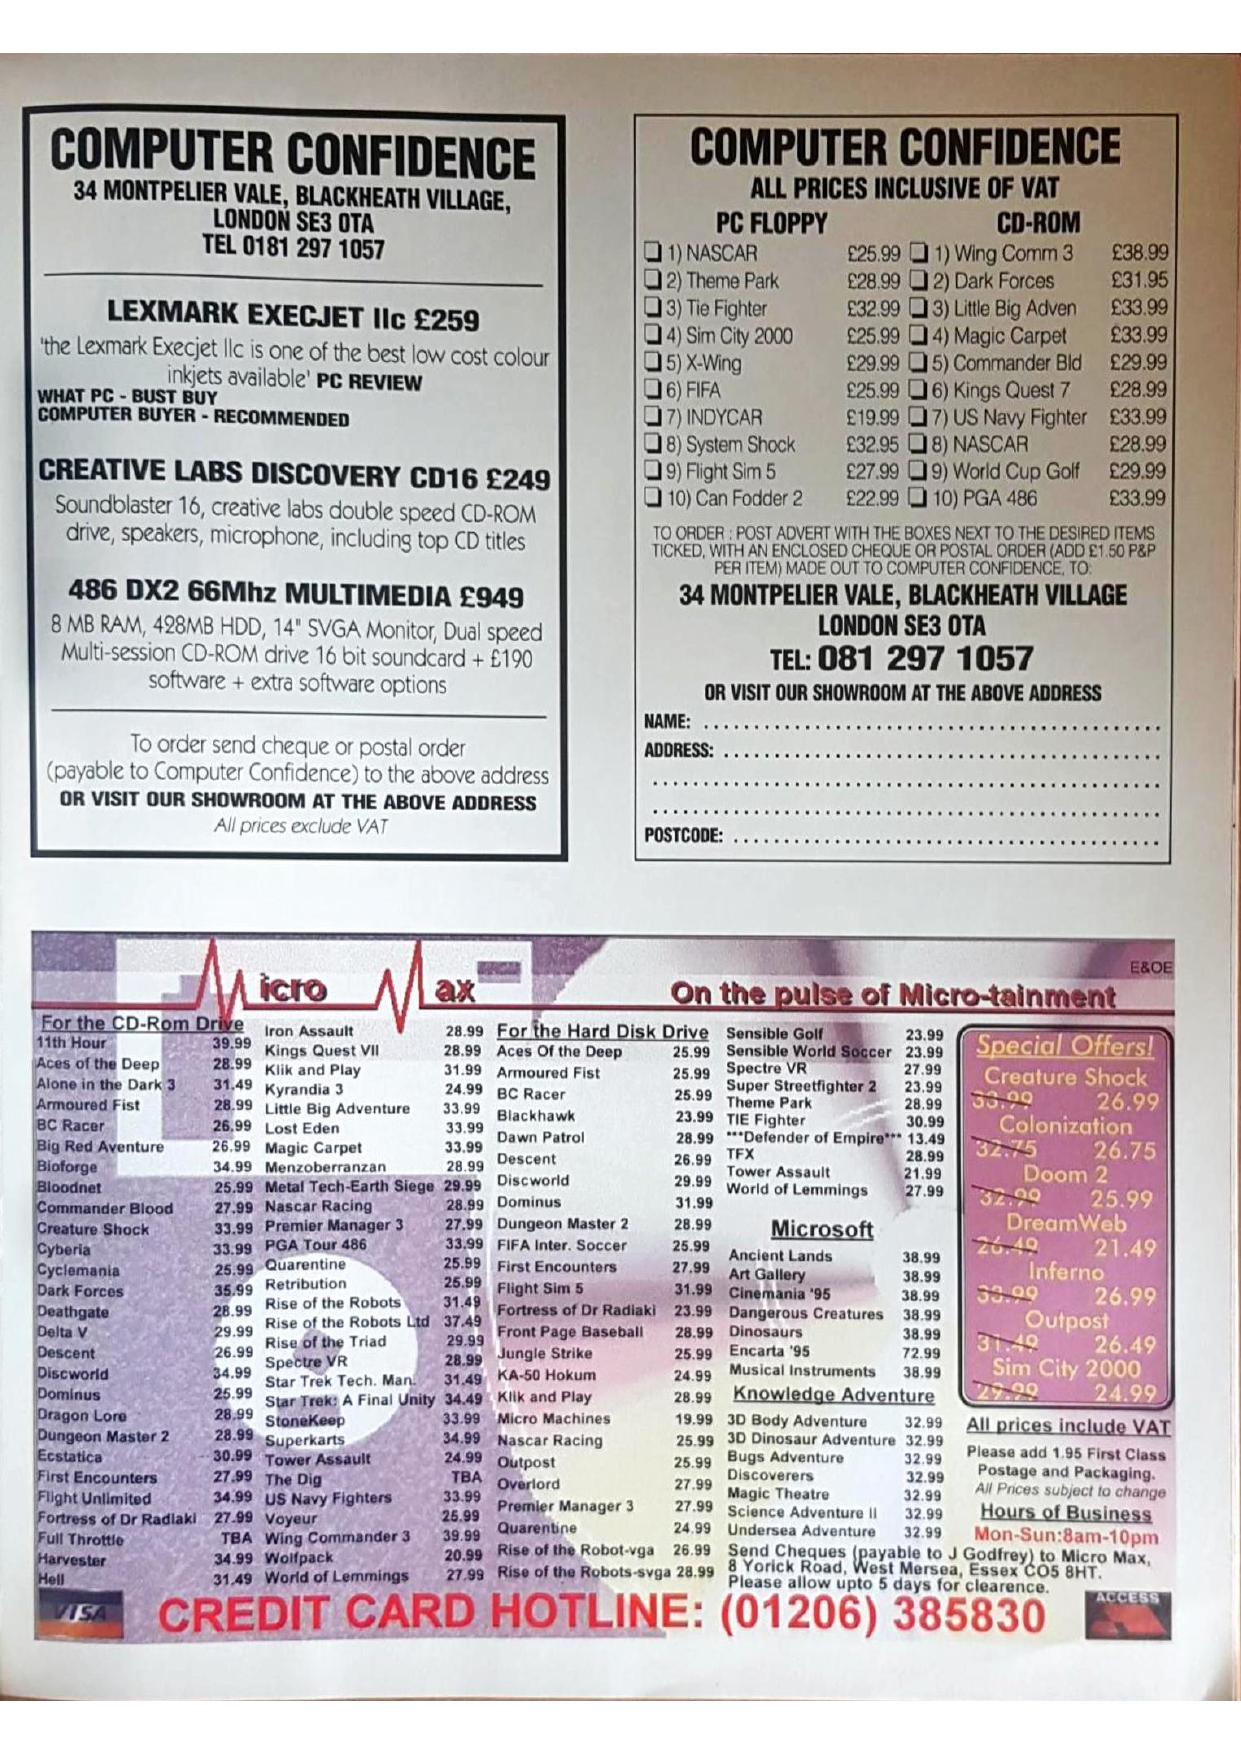 COMPUTER CONFIDENCE
34 MONTPELIER VALE, BLACKHEATH VILLAGE,
LONDON SE3 0TA
TEL 0181 297 1057
LEXMARK EXECJET IIc £259
'the Lexmark Execjet IIc is one of the best low cost colour
inkjets available' PC REVIEW
WHAT PC - BUST BUY
COMPUTER BUYER - RECOMMENDED
CREATIVE LABS DISCOVERY CD16 £249
Soundblaster 16, creative labs double speed CD-ROM
drive, speakers, microphone, including top CD titles
486 DX2 66Mhz MULTIMEDIA £949
8 MB RAM, 428MB HDD, 14" SVGA Monitor, Dual speed
Multi-session CD-ROM drive 16 bit soundcard + £190
software + extra software options
To order send cheque or postal order
(payable to Computer Confidence) to the above address
OR VISIT OUR SHOWROOM AT THE ABOVE ADDRESS
All prices exclude VAT
COMPUTER CONFIDENCE
ALL PRICES INCLUSIVE OF VAT
PC FLOPPY CD-ROM
1) NASCAR £25.99 1) Wing Comm 3 £38.99
2) Theme Park £28.99 2) Dark Forces £31.95
3) Tie Fighter £32.99 3) Little Big Adven £33.99
4) Sim City 2000 £25.99 4) Magic Carpet £33.99
5) X-Wing £29.99 5) Commander Bld £29.99
6) FIFA £25.99 6) Kings Quest 7 £28.99
7) INDYCAR £19.99 7) US Navy Fighter £33.99
8) System Shock £32.95 8) NASCAR £28.99
9) Flight Sim 5 £27.99 9) World Cup Golf £29.99
10) Can Fodder 2 £22.99 10) PGA 486 £33.99
TO ORDER : POST ADVERT WITH THE BOXES NEXT TO THE DESIRED ITEMS
TICKED, WITH AN ENCLOSED CHEQUE OR POSTAL ORDER (ADD £1.50 P&P
PER ITEM) MADE OUT TO COMPUTER CONFIDENCE, TO:
34 MONTPELIER VALE, BLACKHEATH VILLAGE
LONDON SE3 0TA
TEL: 081 297 1057
OR VISIT OUR SHOWROOM AT THE ABOVE ADDRESS
NAME:
ADDRESS:
POSTCODE:
Micro Max
E&OE
On the pulse of Micro-tainment
For the CD-Rom Drive
11th Hour 39.99
Aces of the Deep 28.99
Alone in the Dark 3 31.49
Armoured Fist 28.99
BC Racer 26.99
Big Red Aventure 26.99
Bioforge 34.99
Bloodnet 25.99
Commander Blood 27.99
Creature Shock 33.99
Cyberia 33.99
Cyclemania 25.99
Dark Forces 35.99
Deathgate 28.99
Delta V 29.99
Descent 26.99
Discworld 34.99
Dominus 25.99
Dragon Lore 28.99
Dungeon Master 2 28.99
Ecstatica 30.99
First Encounters 27.99
Flight Unlimited 34.99
Fortress of Dr Radiaki 27.99
Full Throttle TBA
Harvester 34.99
Hell 31.49
Iron Assault 28.99
Kings Quest VII 28.99
Klik and Play 31.99
Kyrandia 3 24.99
Little Big Adventure 33.99
Lost Eden 33.99
Magic Carpet 33.99
Menzoberranzan 28.99
Metal Tech-Earth Siege 29.99
Nascar Racing 28.99
Premier Manager 3 27.99
PGA Tour 486 33.99
Quarentine 25.99
Retribution 25.99
Rise of the Robots 31.49
Rise of the Robots Ltd 37.49
Rise of the Triad 29.99
Spectre VR 28.99
Star Trek Tech. Man. 31.49
Star Trek: A Final Unity 34.49
StoneKeep 33.99
Superkarts 34.99
Tower Assault 24.99
The Dig TBA
US Navy Fighters 33.99
Voyeur 25.99
Wing Commander 3 39.99
Wolfpack 20.99
World of Lemmings 27.99
For the Hard Disk Drive
Aces Of the Deep 25.99
Armoured Fist 25.99
BC Racer 25.99
Blackhawk 23.99
Dawn Patrol 28.99
Descent 26.99
Discworld 29.99
Dominus 31.99
Dungeon Master 2 28.99
FIFA Inter. Soccer 25.99
First Encounters 27.99
Flight Sim 5 31.99
Fortress of Dr Radiaki 23.99
Front Page Baseball 28.99
Jungle Strike 25.99
KA-50 Hokum 24.99
Klik and Play 28.99
Micro Machines 19.99
Nascar Racing 25.99
Outpost 25.99
Overlord 27.99
Premier Manager 3 27.99
Quarentine 24.99
Rise of the Robot-vga 26.99
Rise of the Robots-svga 28.99
Sensible Golf 23.99
Sensible World Soccer 23.99
Spectre VR 27.99
Super Streetfighter 2 23.99
Theme Park 28.99
TIE Fighter 30.99
***Defender of Empire*** 13.49
TFX 28.99
Tower Assault 21.99
World of Lemmings 27.99
Microsoft
Ancient Lands 38.99
Art Gallery 38.99
Cinemania '95 38.99
Dangerous Creatures 38.99
Dinosaurs 38.99
Encarta '95 72.99
Musical Instruments 38.99
Knowledge Adventure
3D Body Adventure 32.99
3D Dinosaur Adventure 32.99
Bugs Adventure 32.99
Discoverers 32.99
Magic Theatre 32.99
Science Adventure II 32.99
Undersea Adventure 32.99
Send Cheques (payable to J Godfrey) to Micro Max,
8 Yorick Road, West Mersea, Essex CO5 8HT.
Please allow upto 5 days for clearence.
Special Offers!
Creature Shock
33.99 26.99
Colonization
32.75 26.75
Doom 2
32.99 25.99
DreamWeb
26.49 21.49
Inferno
33.99 26.99
Outpost
31.49 26.49
Sim City 2000
29.99 24.99
All prices include VAT
Please add 1.95 First Class
Postage and Packaging.
All Prices subject to change
Hours of Business
Mon-Sun:8am-10pm
VISA
CREDIT CARD HOTLINE: (01206) 385830
ACCESS